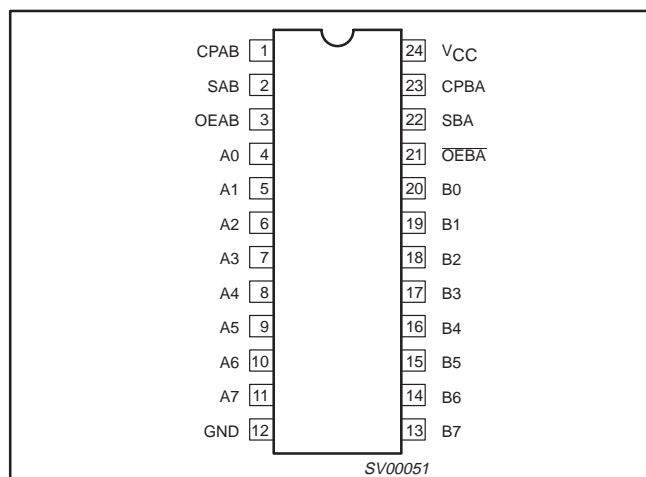 CPAB 1 24 VCC
SAB 2 23 CPBA
OEAB 3 22 SBA
A0 4 21 O̅E̅B̅A̅
A1 5 20 B0
A2 6 19 B1
A3 7 18 B2
A4 8 17 B3
A5 9 16 B4
A6 10 15 B5
A7 11 14 B6
GND 12 13 B7
SV00051